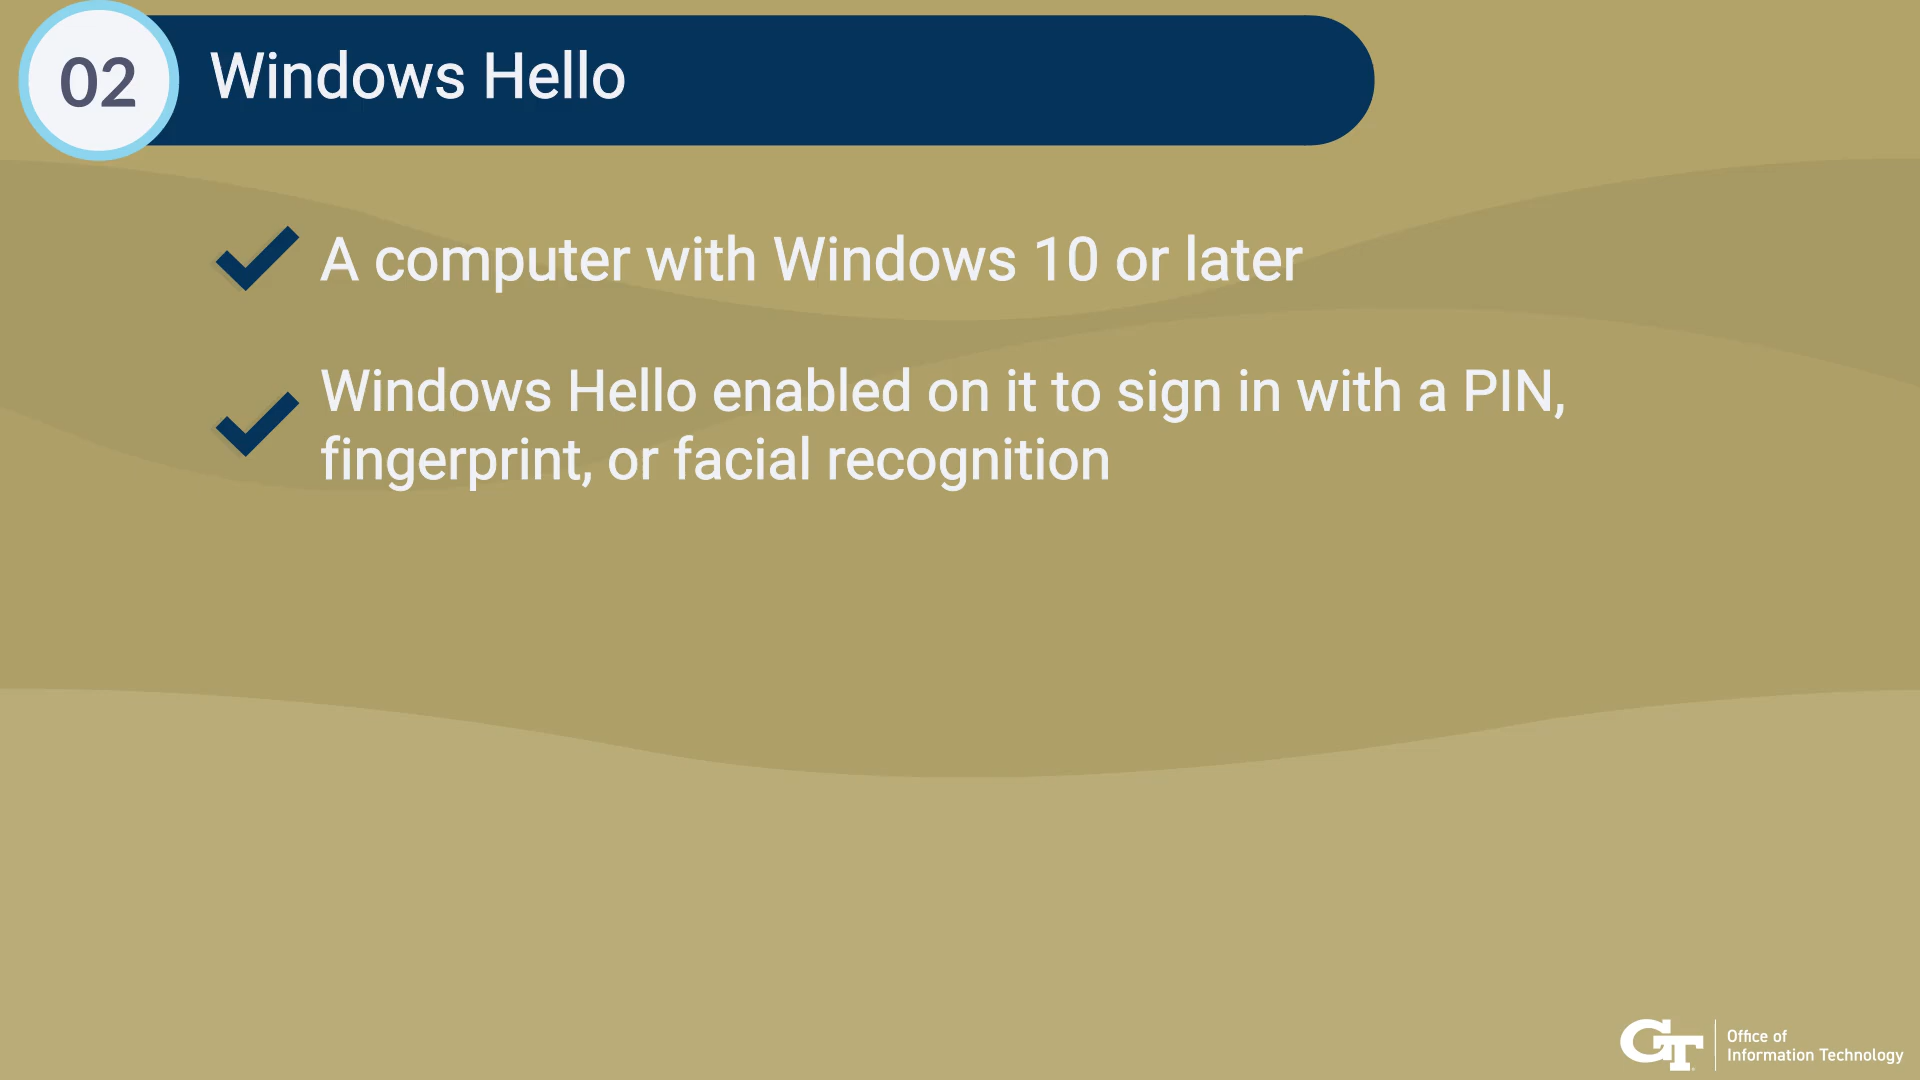 02
Windows Hello
A computer with Windows 10 or later
Windows Hello enabled on it to sign in with a PIN,
fingerprint, or facial recognition
GT
Office of
Information Technology